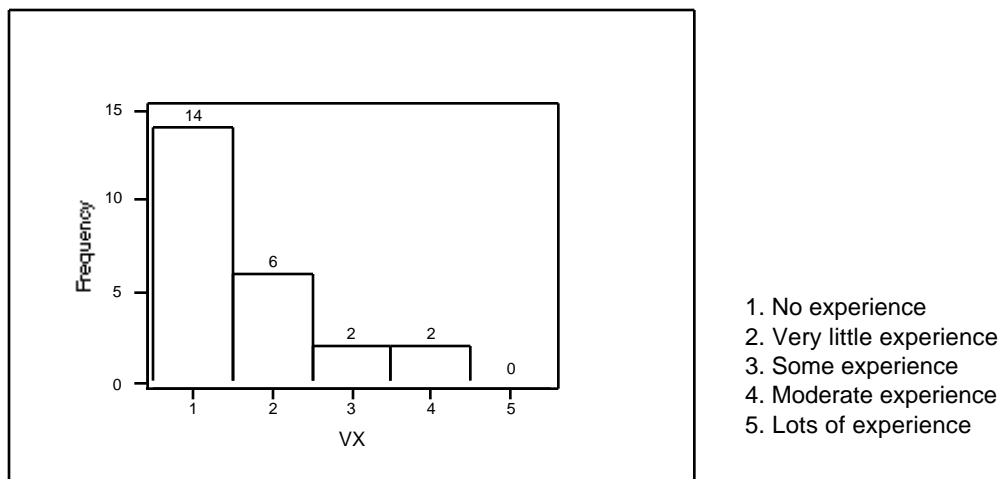 15
14
10
Frequency
6
5
2 2
0
0
1 2 3 4 5
VX
1. No experience
2. Very little experience
3. Some experience
4. Moderate experience
5. Lots of experience